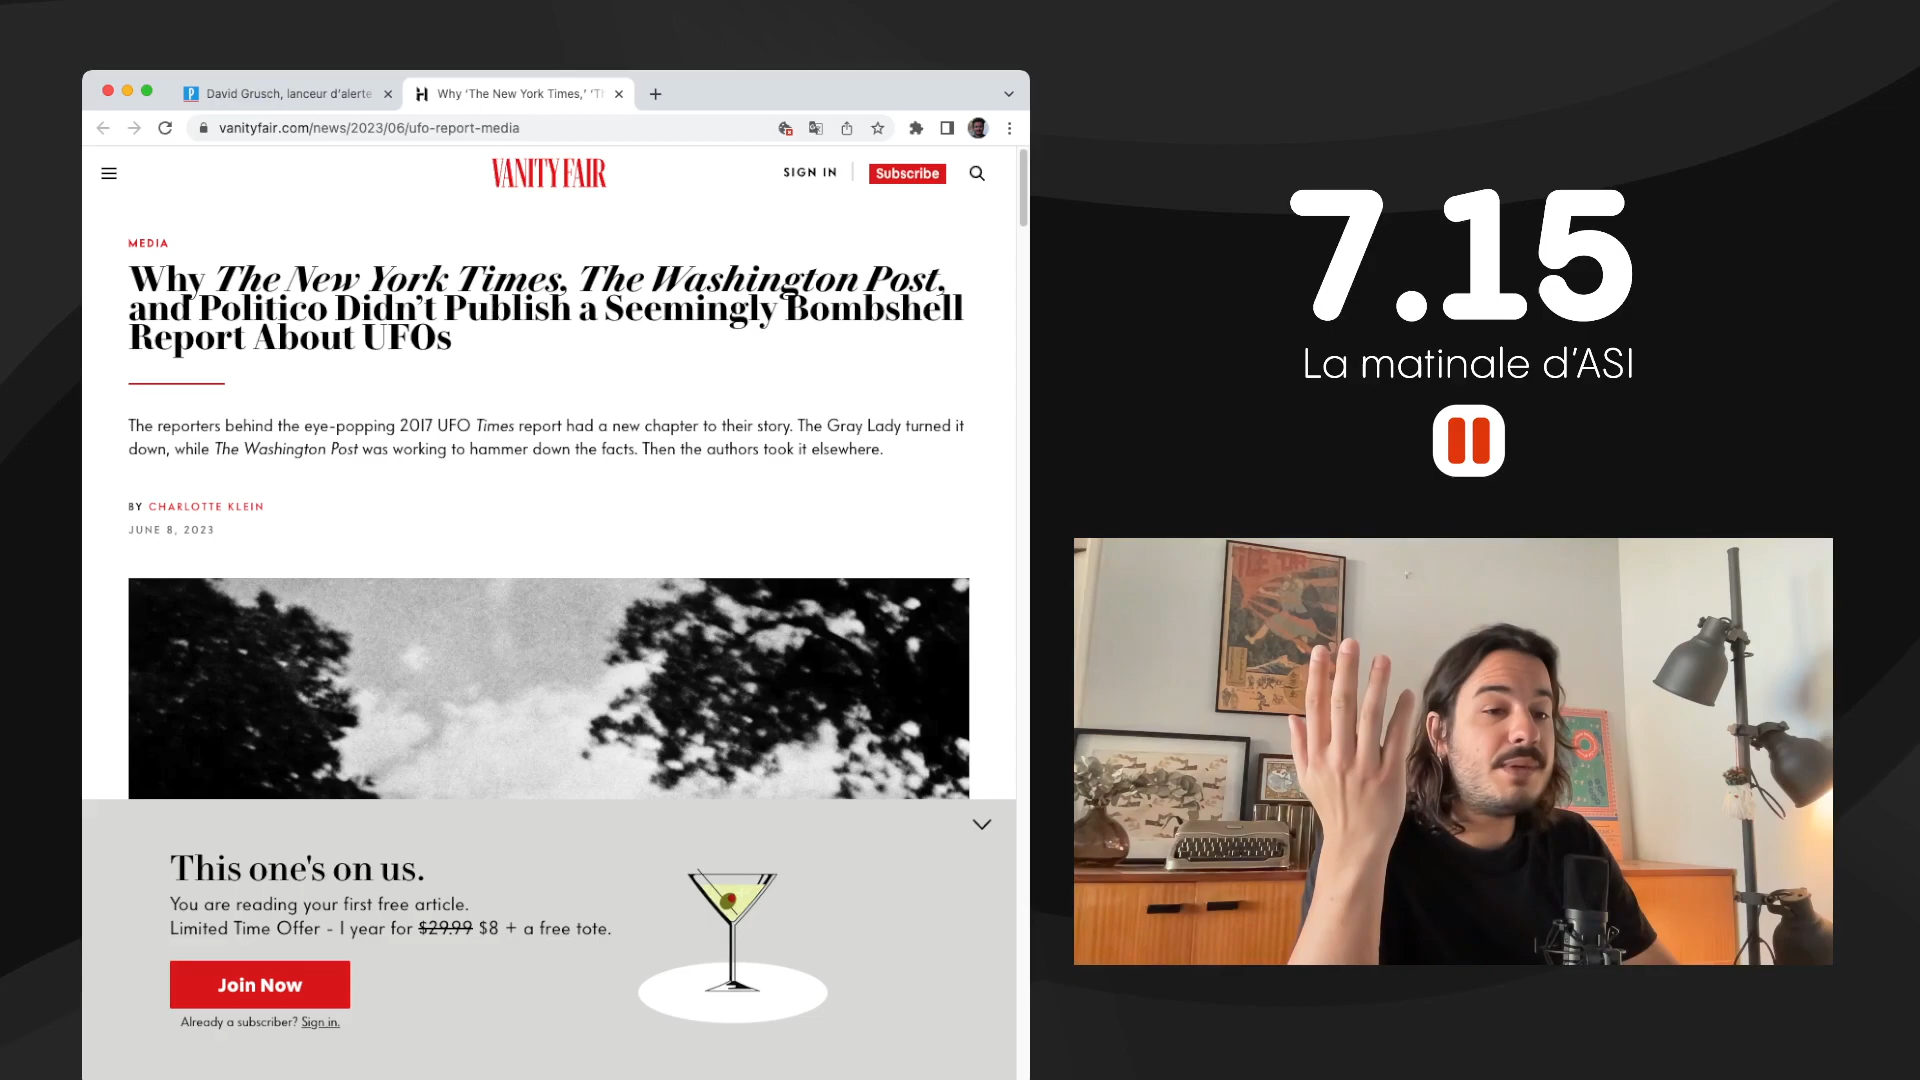 David Grusch, lanceur d'alerte
Why 'The New York Times,' 'Th
vanityfair.com/news/2023/06/ufo-report-media
VANITY FAIR
SIGN IN
Subscribe
MEDIA
Why The New York Times, The Washington Post,
and Politico Didn't Publish a Seemingly Bombshell
Report About UFOs
The reporters behind the eye-popping 2017 UFO Times report had a new chapter to their story. The Gray Lady turned it
down, while The Washington Post was working to hammer down the facts. Then the authors took it elsewhere.
BY CHARLOTTE KLEIN
JUNE 8, 2023
This one's on us.
You are reading your first free article.
Limited Time Offer - 1 year for $29.99 $8 + a free tote.
Join Now
Already a subscriber? Sign in.
7.15
La matinale d'ASI